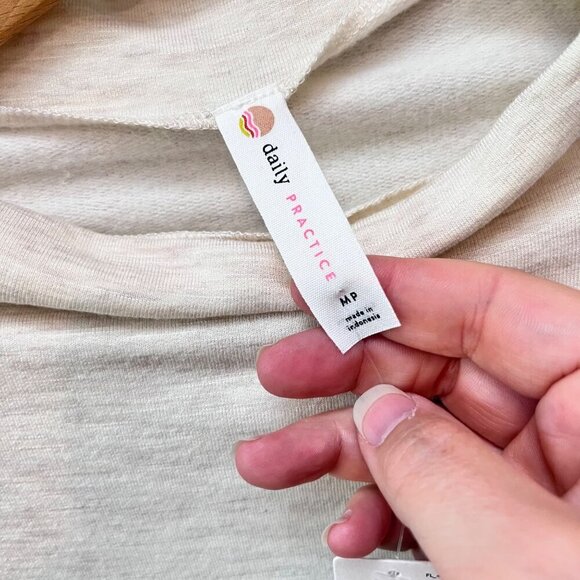 daily
PRACTICE
MP
made in
indonesia